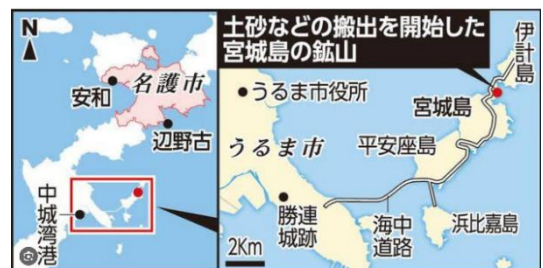 N
安和
名護市
辺野古
中城湾港
土砂などの搬出を開始した
宮城島の鉱山
伊計島
うるま市役所
宮城島
うるま市
平安座島
勝連
城跡
海中
道路
浜比嘉島
2Km